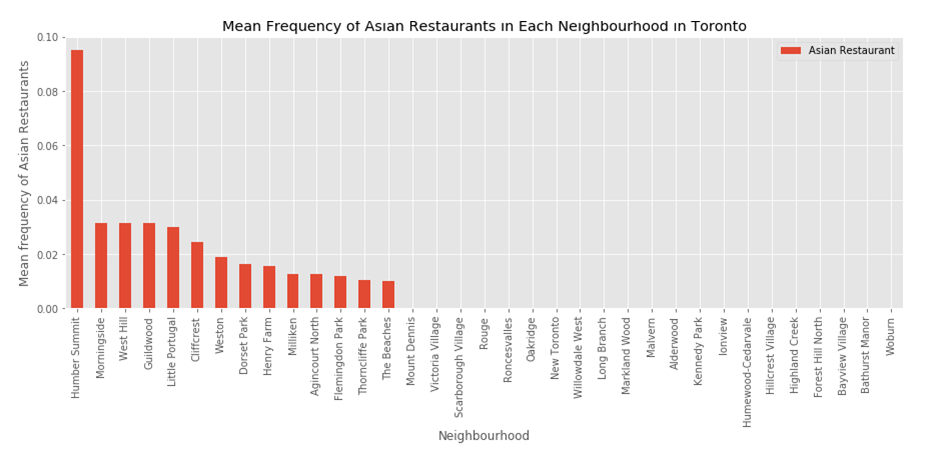 Mean Frequency of Asian Restaurants in Each Neighbourhood in Toronto
Asian Restaurant
Mean frequency of Asian Restaurants
0.10
0.08
0.06
0.04
0.02
0.00
Humber Summit
Morningside
West Hill
Guildwood
Little Portugal
Cliffcrest
Weston
Dorset Park
Henry Farm
Milliken
Agincourt North
Flemingdon Park
Thorncliffe Park
The Beaches
Mount Dennis
Victoria Village
Scarborough Village
Rouge
Roncesvalles
Oakridge
New Toronto
Willowdale West
Long Branch
Markland Wood
Malvern
Alderwood
Kennedy Park
Ionview
Humewood-Cedarvale
Hillcrest Village
Highland Creek
Forest Hill North
Bayview Village
Bathurst Manor
Woburn
Neighbourhood